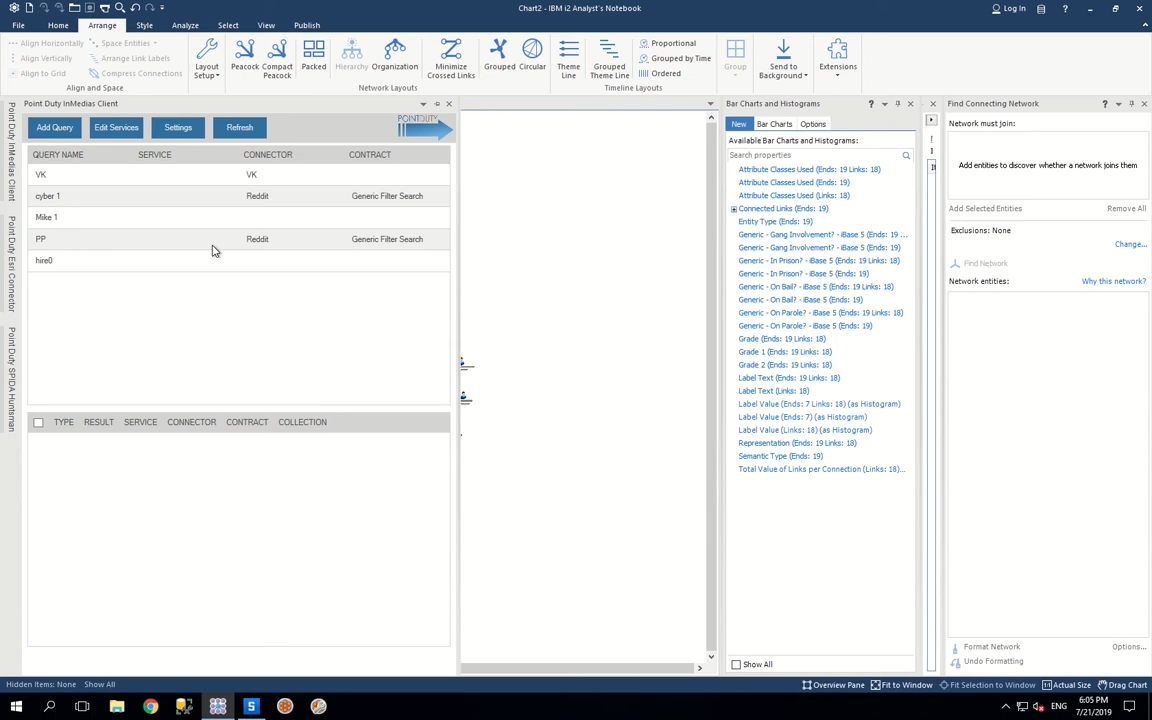 Chart2 - IBM i2 Analyst's Notebook
Log In
File Home Arrange Style Analyze Select View Publish
Align Horizontally
Align Vertically
Align to Grid
Space Entities
Arrange Link Labels
Compress Connections
Align and Space
Layout Setup
Peacock
Compact Peacock
Packed
Hierarchy
Organization
Minimize Crossed Links
Grouped
Circular
Network Layouts
Theme Line
Grouped Theme Line
Proportional
Grouped by Time
Ordered
Timeline Layouts
Group
Send to Background
Extensions
Point Duty InMedias Client
Point Duty Esri Connector
Point Duty SPIDA Huntsman
Point Duty InMedias Client
Add Query Edit Services Settings Refresh
POINTDUTY
QUERY NAME SERVICE CONNECTOR CONTRACT
VK VK
cyber 1 Reddit Generic Filter Search
Mike 1
PP Reddit Generic Filter Search
hire0
TYPE RESULT SERVICE CONNECTOR CONTRACT COLLECTION
Bar Charts and Histograms
New Bar Charts Options
Available Bar Charts and Histograms:
Search properties
Attribute Classes Used (Ends: 19 Links: 18)
Attribute Classes Used (Ends: 19)
Attribute Classes Used (Links: 18)
Connected Links (Ends: 19)
Entity Type (Ends: 19)
Generic - Gang Involvement? - iBase 5 (Ends: 19 ...
Generic - Gang Involvement? - iBase 5 (Ends: 19)
Generic - In Prison? - iBase 5 (Ends: 19 Links: 18)
Generic - In Prison? - iBase 5 (Ends: 19)
Generic - On Bail? - iBase 5 (Ends: 19 Links: 18)
Generic - On Bail? - iBase 5 (Ends: 19)
Generic - On Parole? - iBase 5 (Ends: 19 Links: 18)
Generic - On Parole? - iBase 5 (Ends: 19)
Grade (Ends: 19 Links: 18)
Grade 1 (Ends: 19 Links: 18)
Grade 2 (Ends: 19 Links: 18)
Label Text (Ends: 19 Links: 18)
Label Text (Links: 18)
Label Value (Ends: 7 Links: 18) (as Histogram)
Label Value (Ends: 7) (as Histogram)
Label Value (Links: 18) (as Histogram)
Representation (Ends: 19 Links: 18)
Semantic Type (Ends: 19)
Total Value of Links per Connection (Links: 18)...
Show All
Find Connecting Network
Network must join:
Add entities to discover whether a network joins them
Add Selected Entities Remove All
Exclusions: None
Change...
Find Network
Network entities: Why this network?
Format Network Options...
Undo Formatting
Hidden Items: None Show All
Overview Pane Fit to Window Fit Selection to Window Actual Size Drag Chart
ENG
6:05 PM
7/21/2019